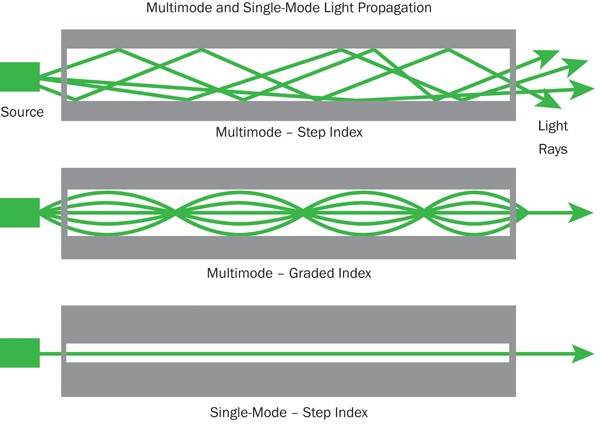 Multimode and Single-Mode Light Propagation
Source
Multimode – Step Index
Light
Rays
Multimode – Graded Index
Single-Mode – Step Index